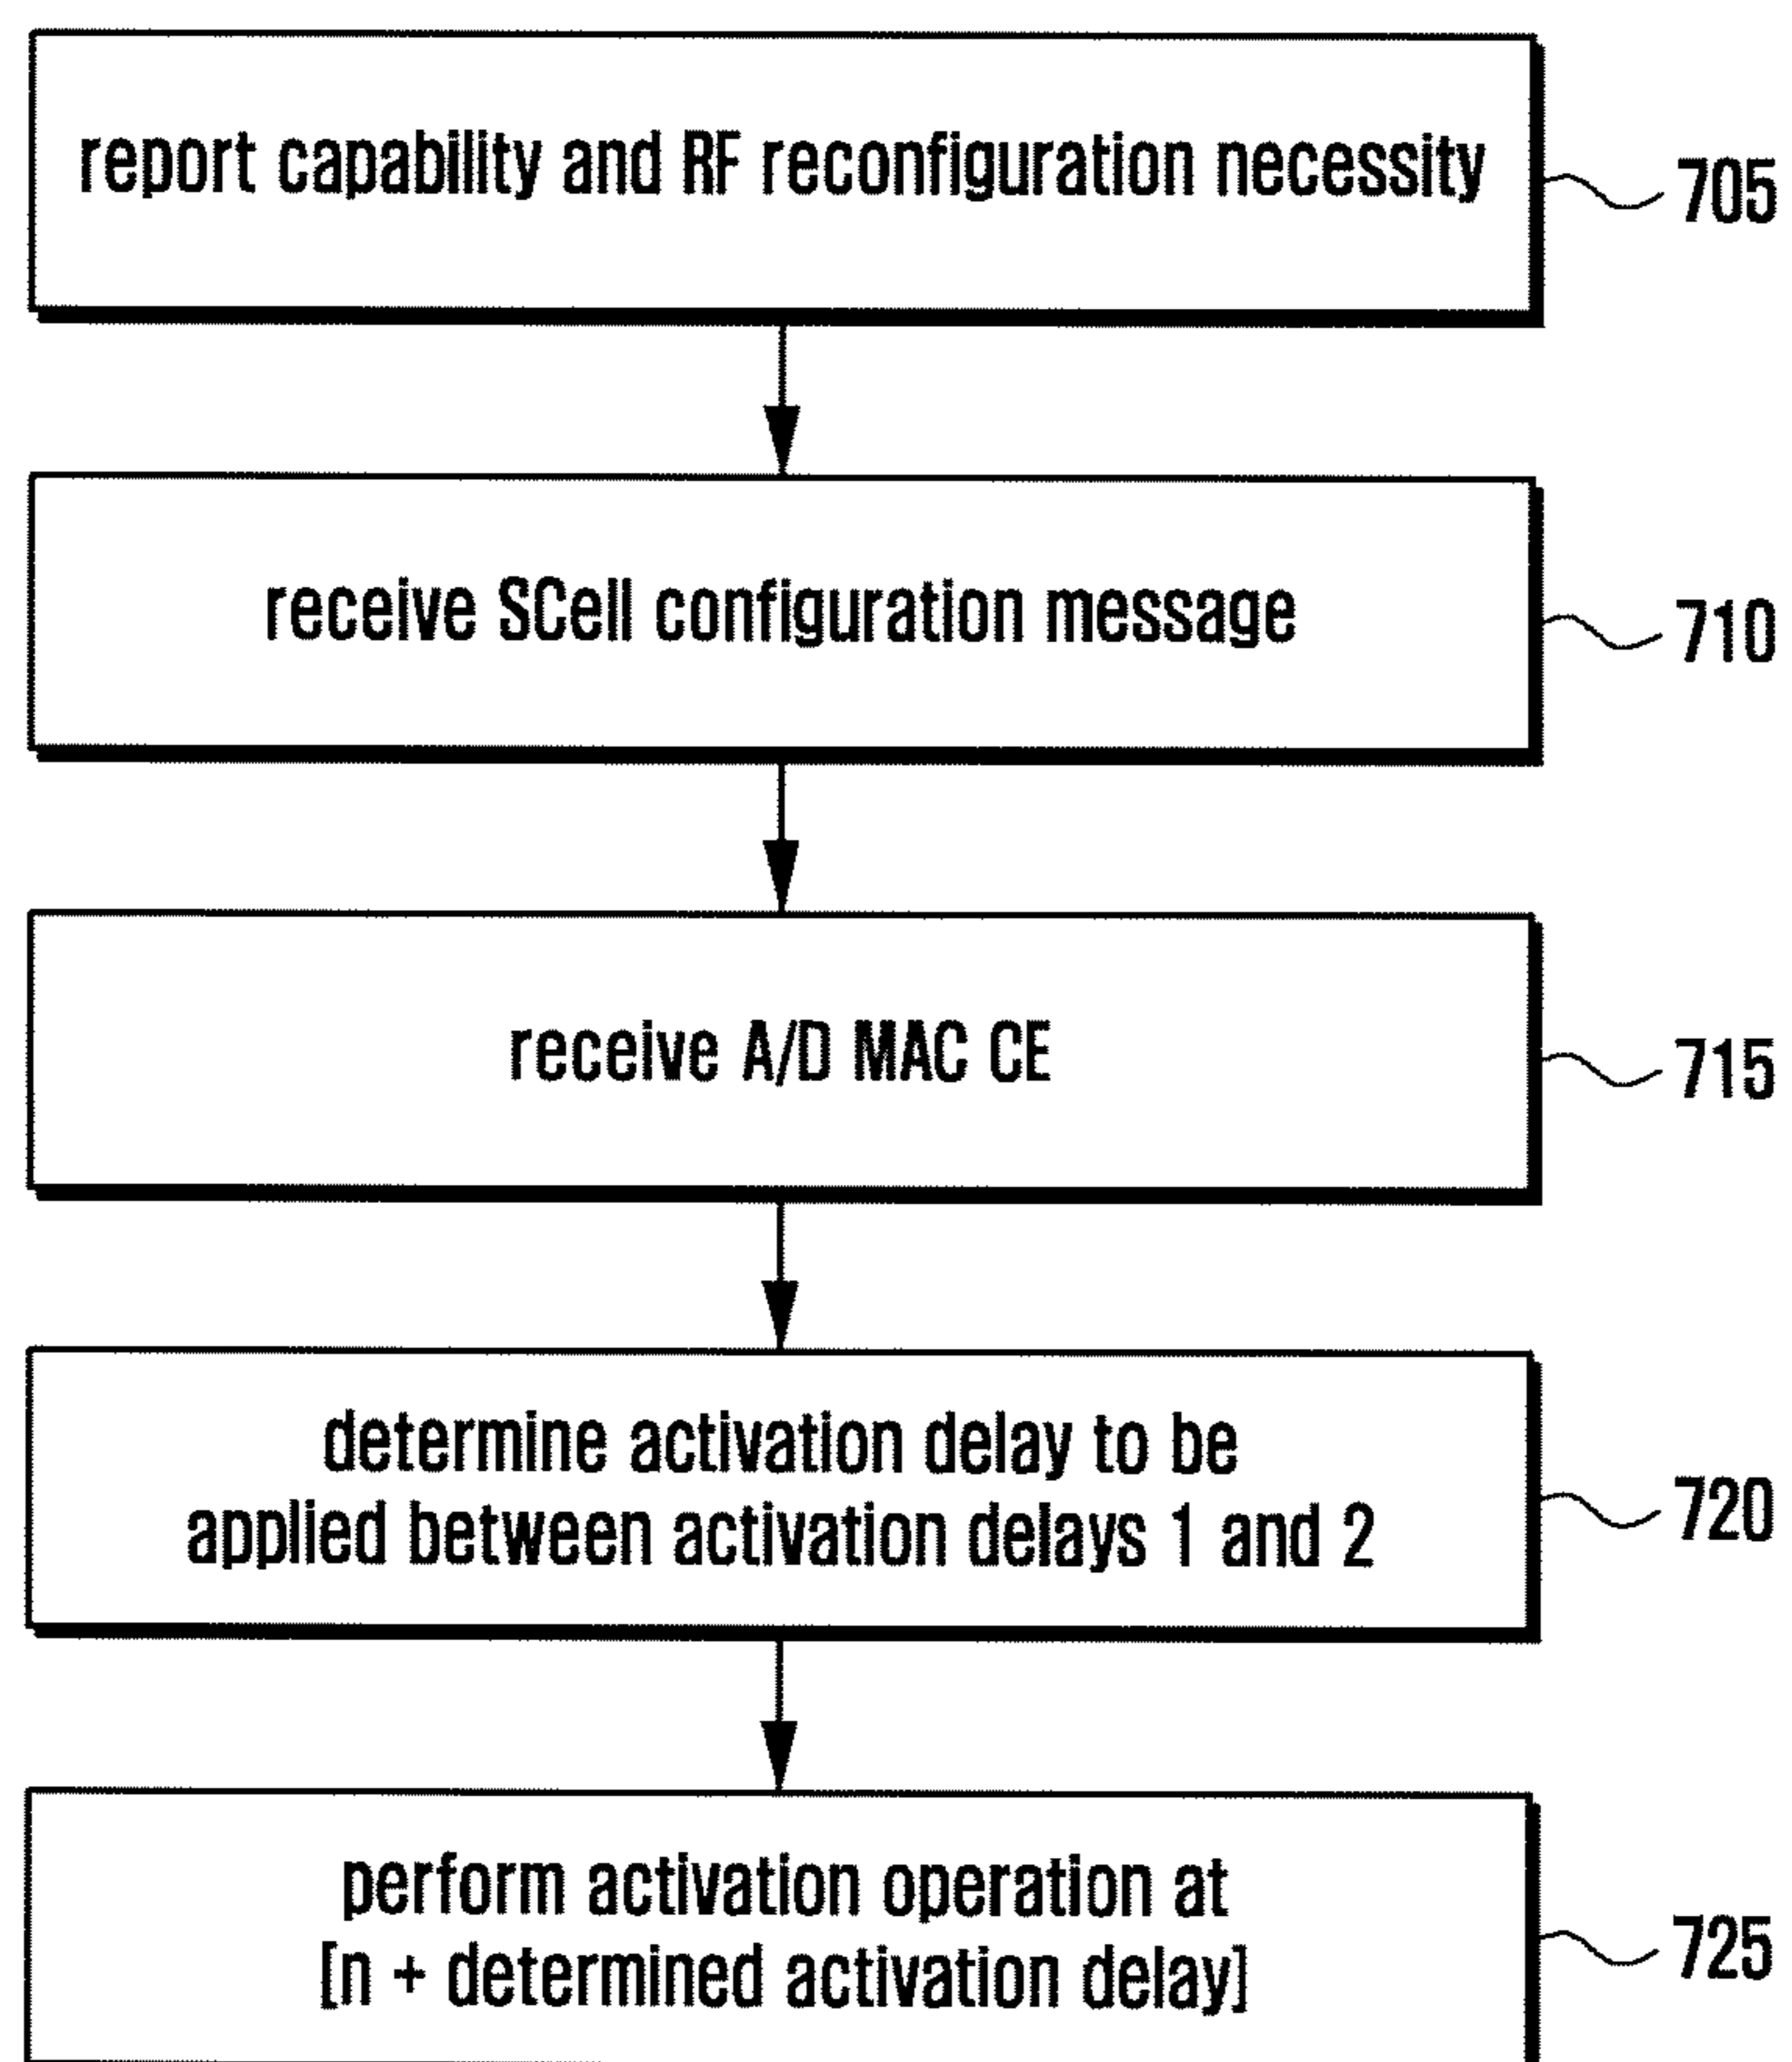 report capability and RF reconfiguration necessity
705
receive SCell configuration message
710
receive A/D MAC CE
715
determine activation delay to be
applied between activation delays 1 and 2
720
perform activation operation at
[n + determined activation delay]
725